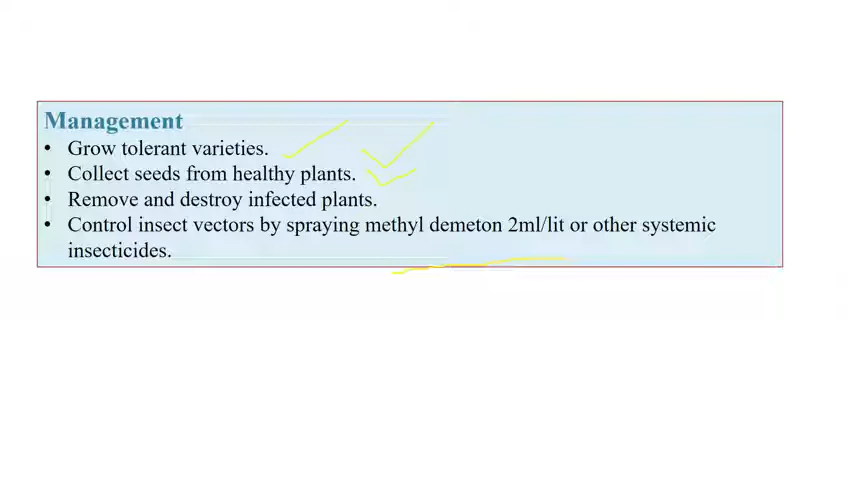 Management
• Grow tolerant varieties.
• Collect seeds from healthy plants.
• Remove and destroy infected plants.
• Control insect vectors by spraying methyl demeton 2ml/lit or other systemic
insecticides.